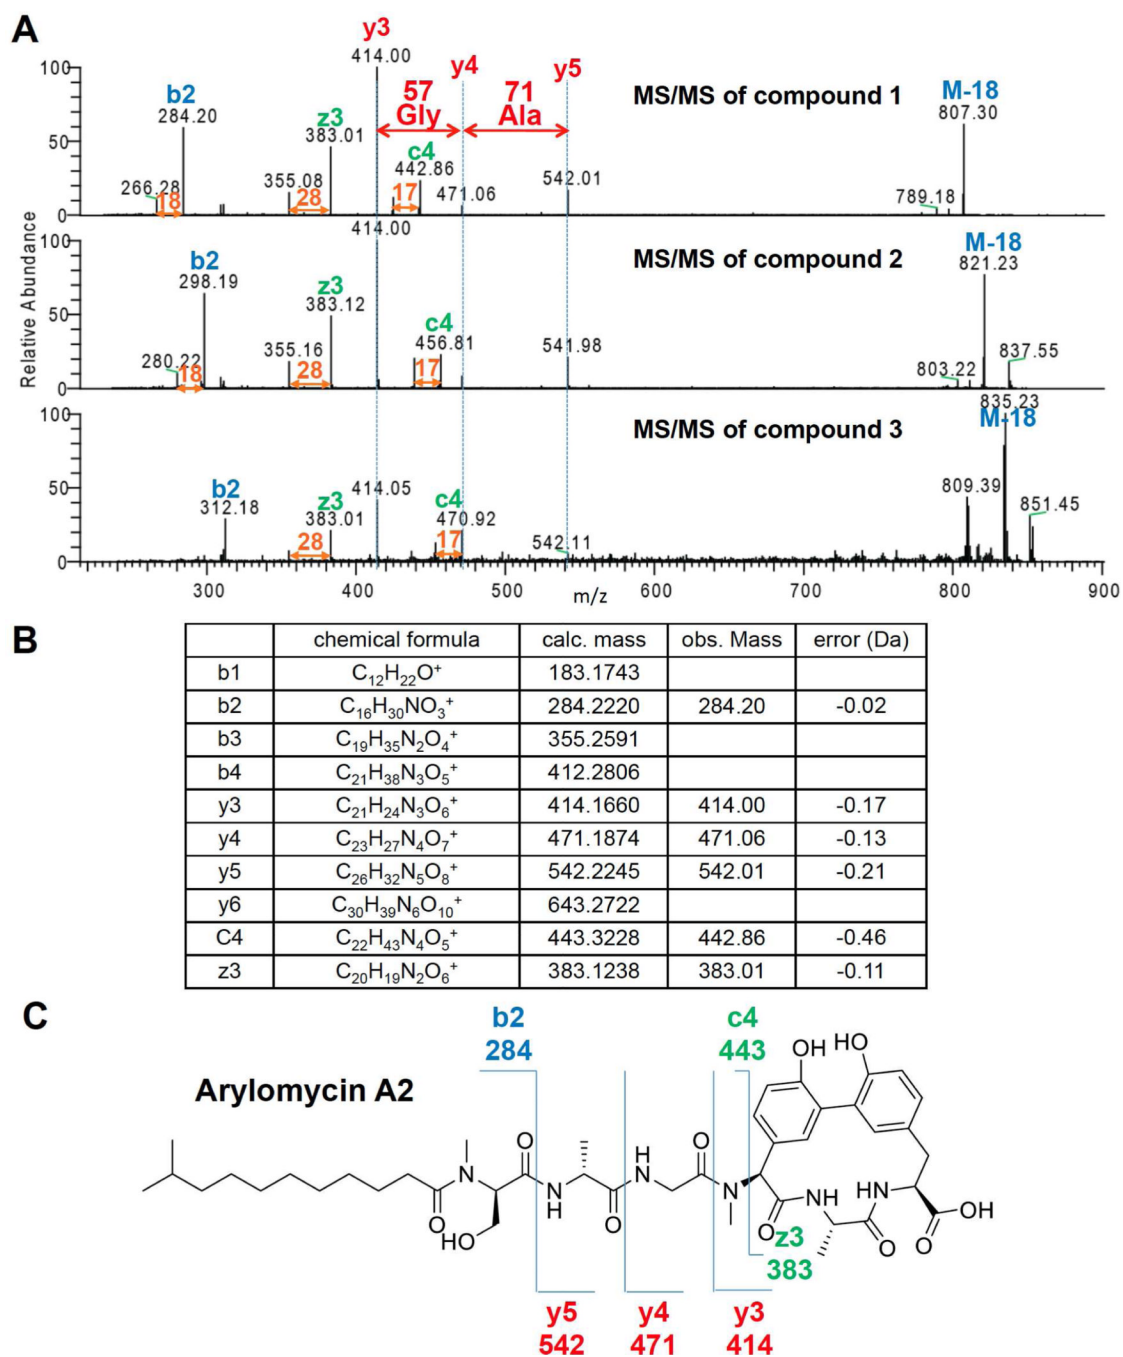 A
Relative Abundance
MS/MS of compound 1
100
50
0
b2
284.20
266.28
18
355.08
28
z3
383.01
y3
414.00
57
Gly
y4
71
Ala
y5
c4
442.86
17
471.06
542.01
M-18
807.30
789.18
MS/MS of compound 2
100
50
0
b2
298.19
280.22
18
355.16
28
z3
383.12
414.00
c4
456.81
17
541.98
M-18
821.23
803.22
837.55
MS/MS of compound 3
100
50
0
b2
312.18
28
z3
383.01
414.05
c4
470.92
17
542.11
835.23
M-18
809.39
851.45
300 400 500 600 700 800 900
m/z
B
chemical formula calc. mass obs. Mass error (Da)
b1 C12H22O+ 183.1743
b2 C16H30NO3+ 284.2220 284.20 -0.02
b3 C19H35N2O4+ 355.2591
b4 C21H38N3O5+ 412.2806
y3 C21H24N3O6+ 414.1660 414.00 -0.17
y4 C23H27N4O7+ 471.1874 471.06 -0.13
y5 C26H32N5O8+ 542.2245 542.01 -0.21
y6 C30H39N6O10+ 643.2722
C4 C22H43N4O5+ 443.3228 442.86 -0.46
z3 C20H19N2O6+ 383.1238 383.01 -0.11
C
Arylomycin A2
b2
284
c4
443
OH
HO
O
N
O
HO
N
H
O
H
N
O
N
O
NH
O
HN
O
OH
O
z3
383
y5
542
y4
471
y3
414